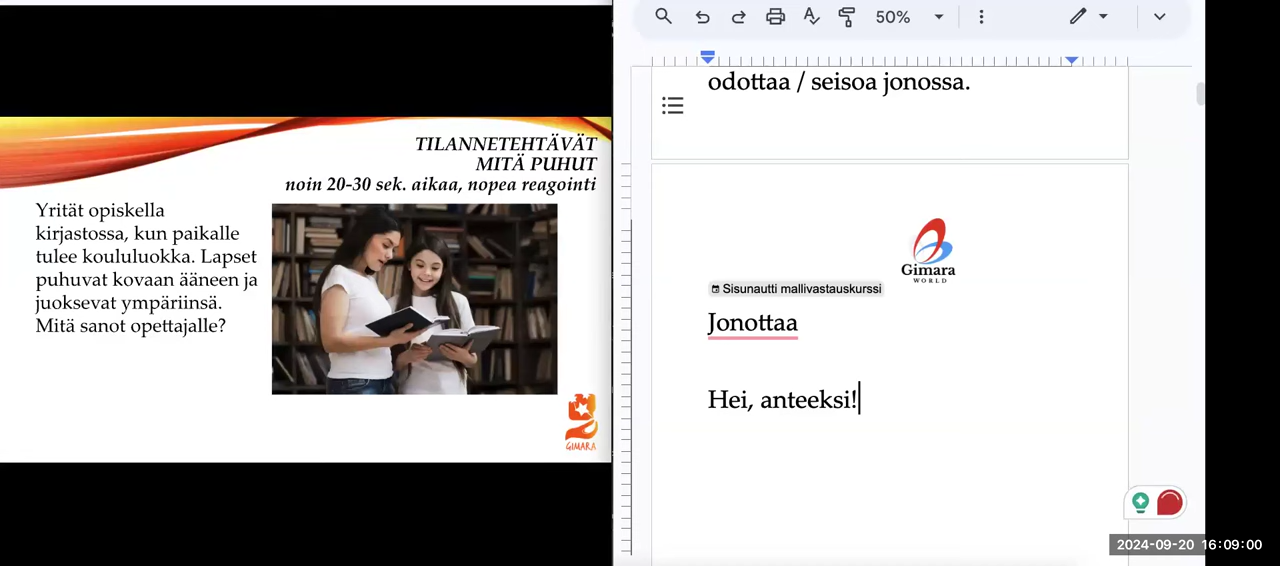 TILANNETEHTÄVÄT
MITÄ PUHUT
noin 20-30 sek. aikaa, nopea reagointi
Yrität opiskella
kirjastossa, kun paikalle
tulee koululuokka. Lapset
puhuvat kovaan ääneen ja
juoksevat ympäriinsä.
Mitä sanot opettajalle?
GIMARA
50%
odottaa / seisoa jonossa.
Gimara
WORLD
Sisunautti mallivastauskurssi
Jonottaa
Hei, anteeksi!
2024-09-20 16:09:00